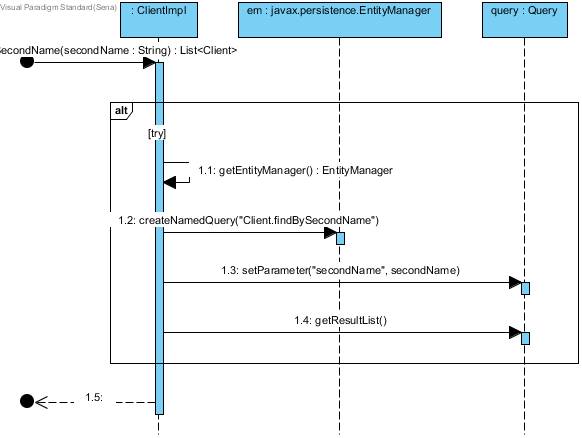 Visual Paradigm Standard(Sena)
: ClientImpl
em : javax.persistence.EntityManager
query : Query
SecondName(secondName : String) : List<Client>
alt
[try]
1.1: getEntityManager() : EntityManager
1.2: createNamedQuery("Client.findBySecondName")
1.3: setParameter("secondName", secondName)
1.4: getResultList()
1.5: